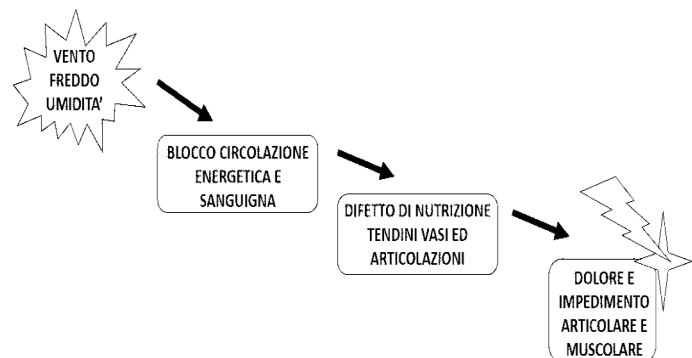 VENTO
FREDDO
UMIDITA'
BLOCCO CIRCOLAZIONE
ENERGETICA E
SANGUIGNA
DIFETTO DI NUTRIZIONE
TENDINI VASI ED
ARTICOLAZIONI
DOLORE E
IMPEDIMENTO
ARTICOLARE E
MUSCOLARE